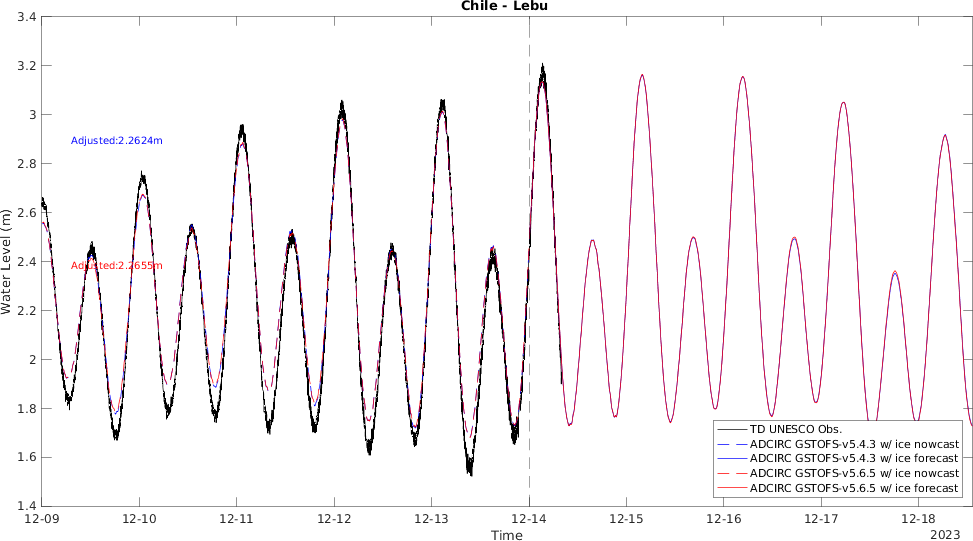 Chile - Lebu
3.4
3.2
3
2.8
2.6
2.4
2.2
2
1.8
1.6
1.4
Water Level (m)
Adjusted:2.2624m
Adjusted:2.2655m
TD UNESCO Obs.
ADCIRC GSTOFS-v5.4.3 w/ ice nowcast
ADCIRC GSTOFS-v5.4.3 w/ ice forecast
ADCIRC GSTOFS-v5.6.5 w/ ice nowcast
ADCIRC GSTOFS-v5.6.5 w/ ice forecast
12-09 12-10 12-11 12-12 12-13 12-14 12-15 12-16 12-17 12-18
Time
2023